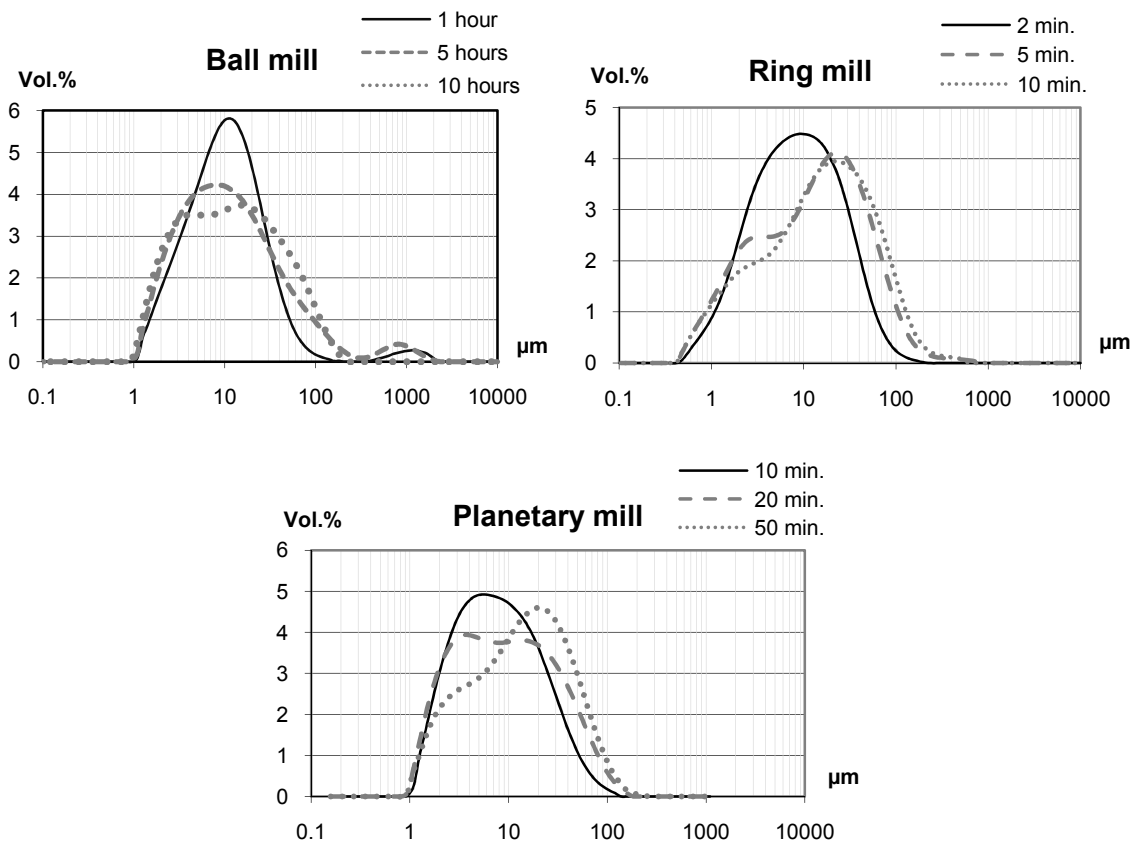 Ball mill
1 hour
5 hours
10 hours
Vol.%
6
5
4
3
2
1
0
µm
0.1 1 10 100 1000 10000
Ring mill
2 min.
5 min.
10 min.
Vol.%
5
4
3
2
1
0
µm
0.1 1 10 100 1000 10000
Planetary mill
10 min.
20 min.
50 min.
Vol.%
6
5
4
3
2
1
0
µm
0.1 1 10 100 1000 10000